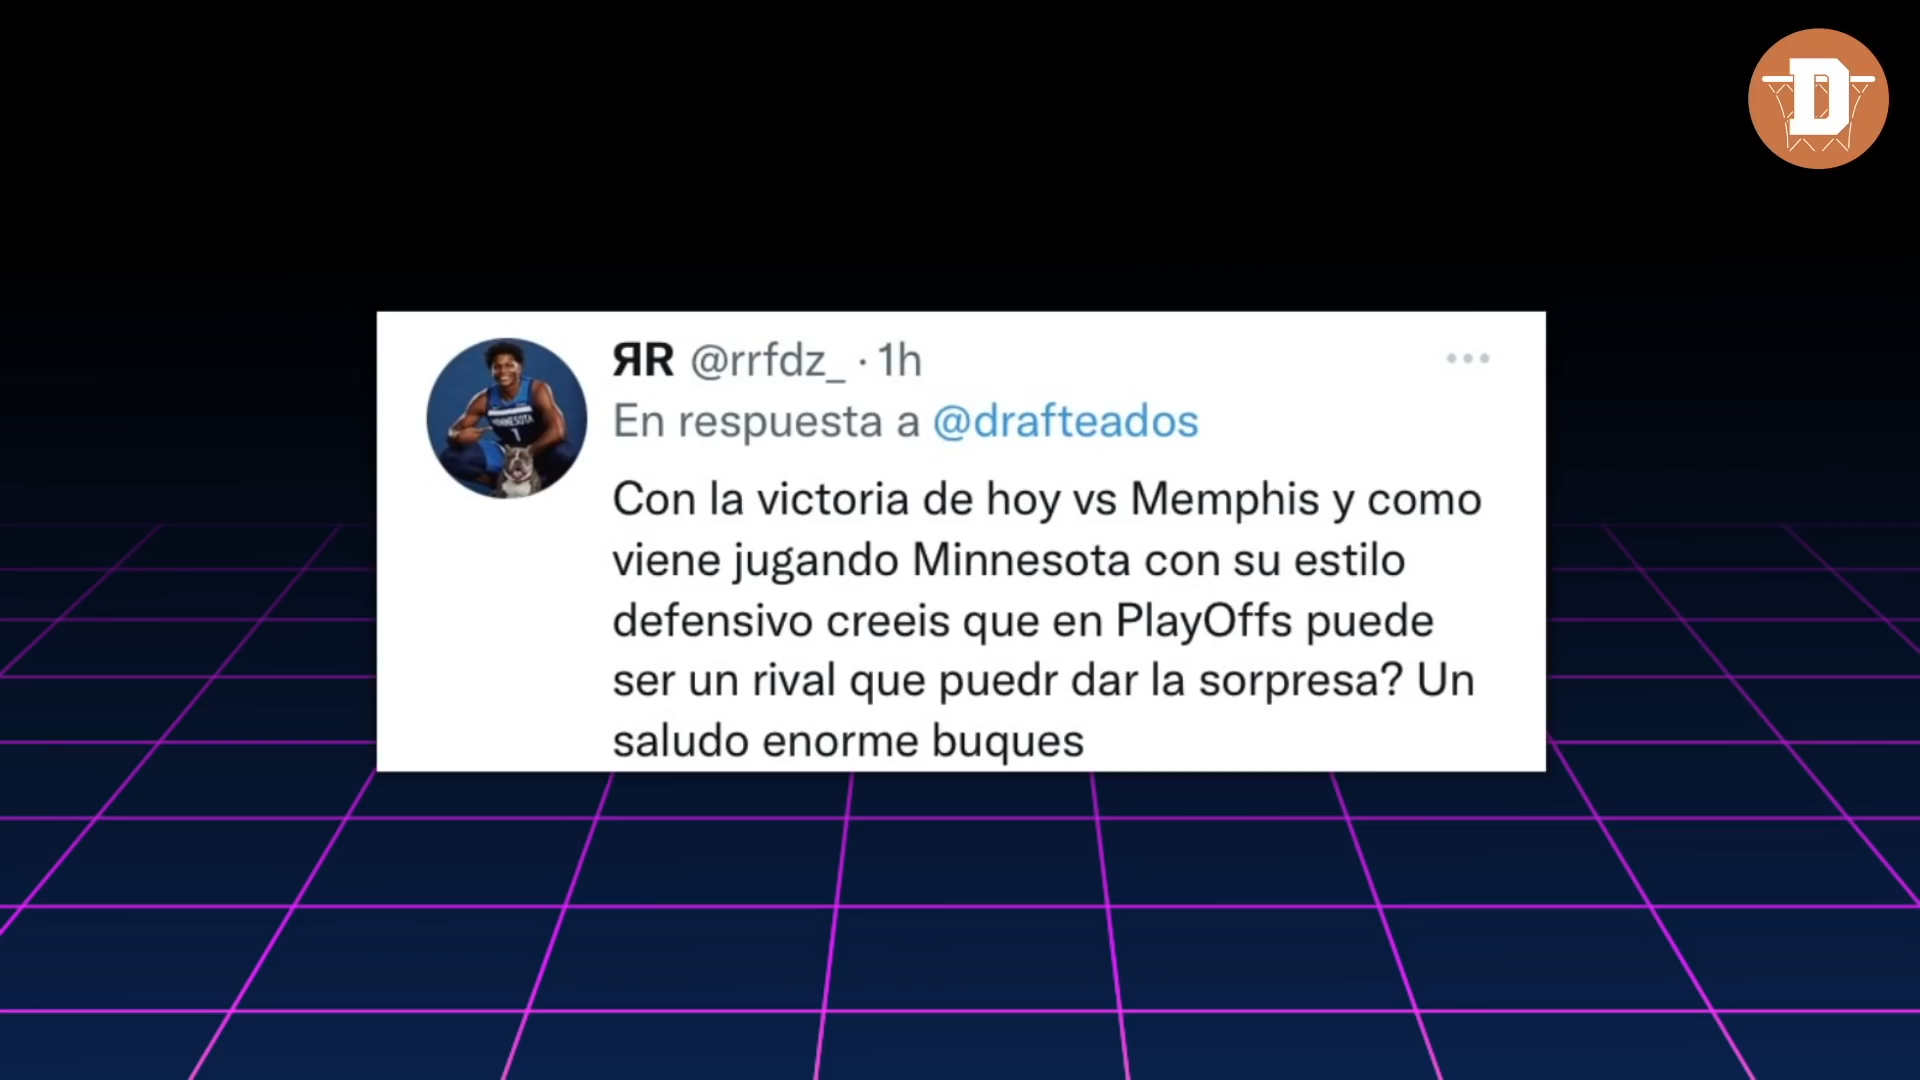 D
ЯR @rrfdz_ · 1h
En respuesta a @drafteados
Con la victoria de hoy vs Memphis y como
viene jugando Minnesota con su estilo
defensivo creeis que en PlayOffs puede
ser un rival que puedr dar la sorpresa? Un
saludo enorme buques
MINNESOTA
1